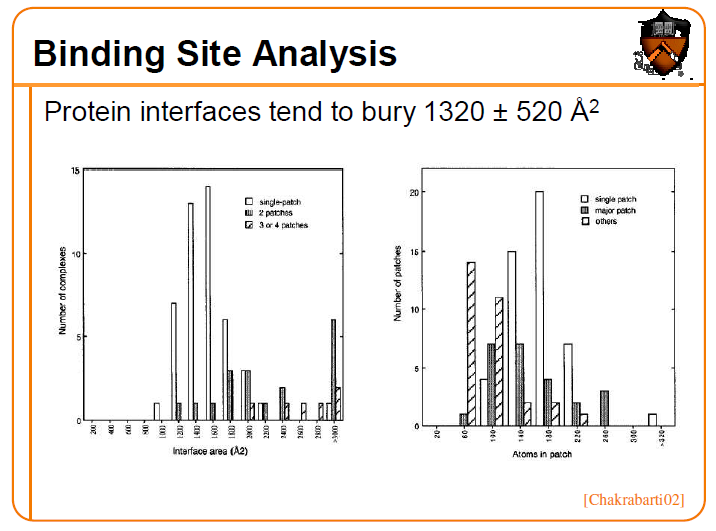 Binding Site Analysis
Protein interfaces tend to bury 1320 ± 520 Å2
15
10
5
0
Number of complexes
single-patch
2 patches
3 or 4 patches
200
400
600
800
1000
1200
1400
1600
1800
2000
2200
2400
2600
2800
>3000
Interface area (Å2)
20
15
10
5
0
Number of patches
single patch
major patch
others
20
60
100
140
180
220
260
300
>320
Atoms in patch
[Chakrabarti02]